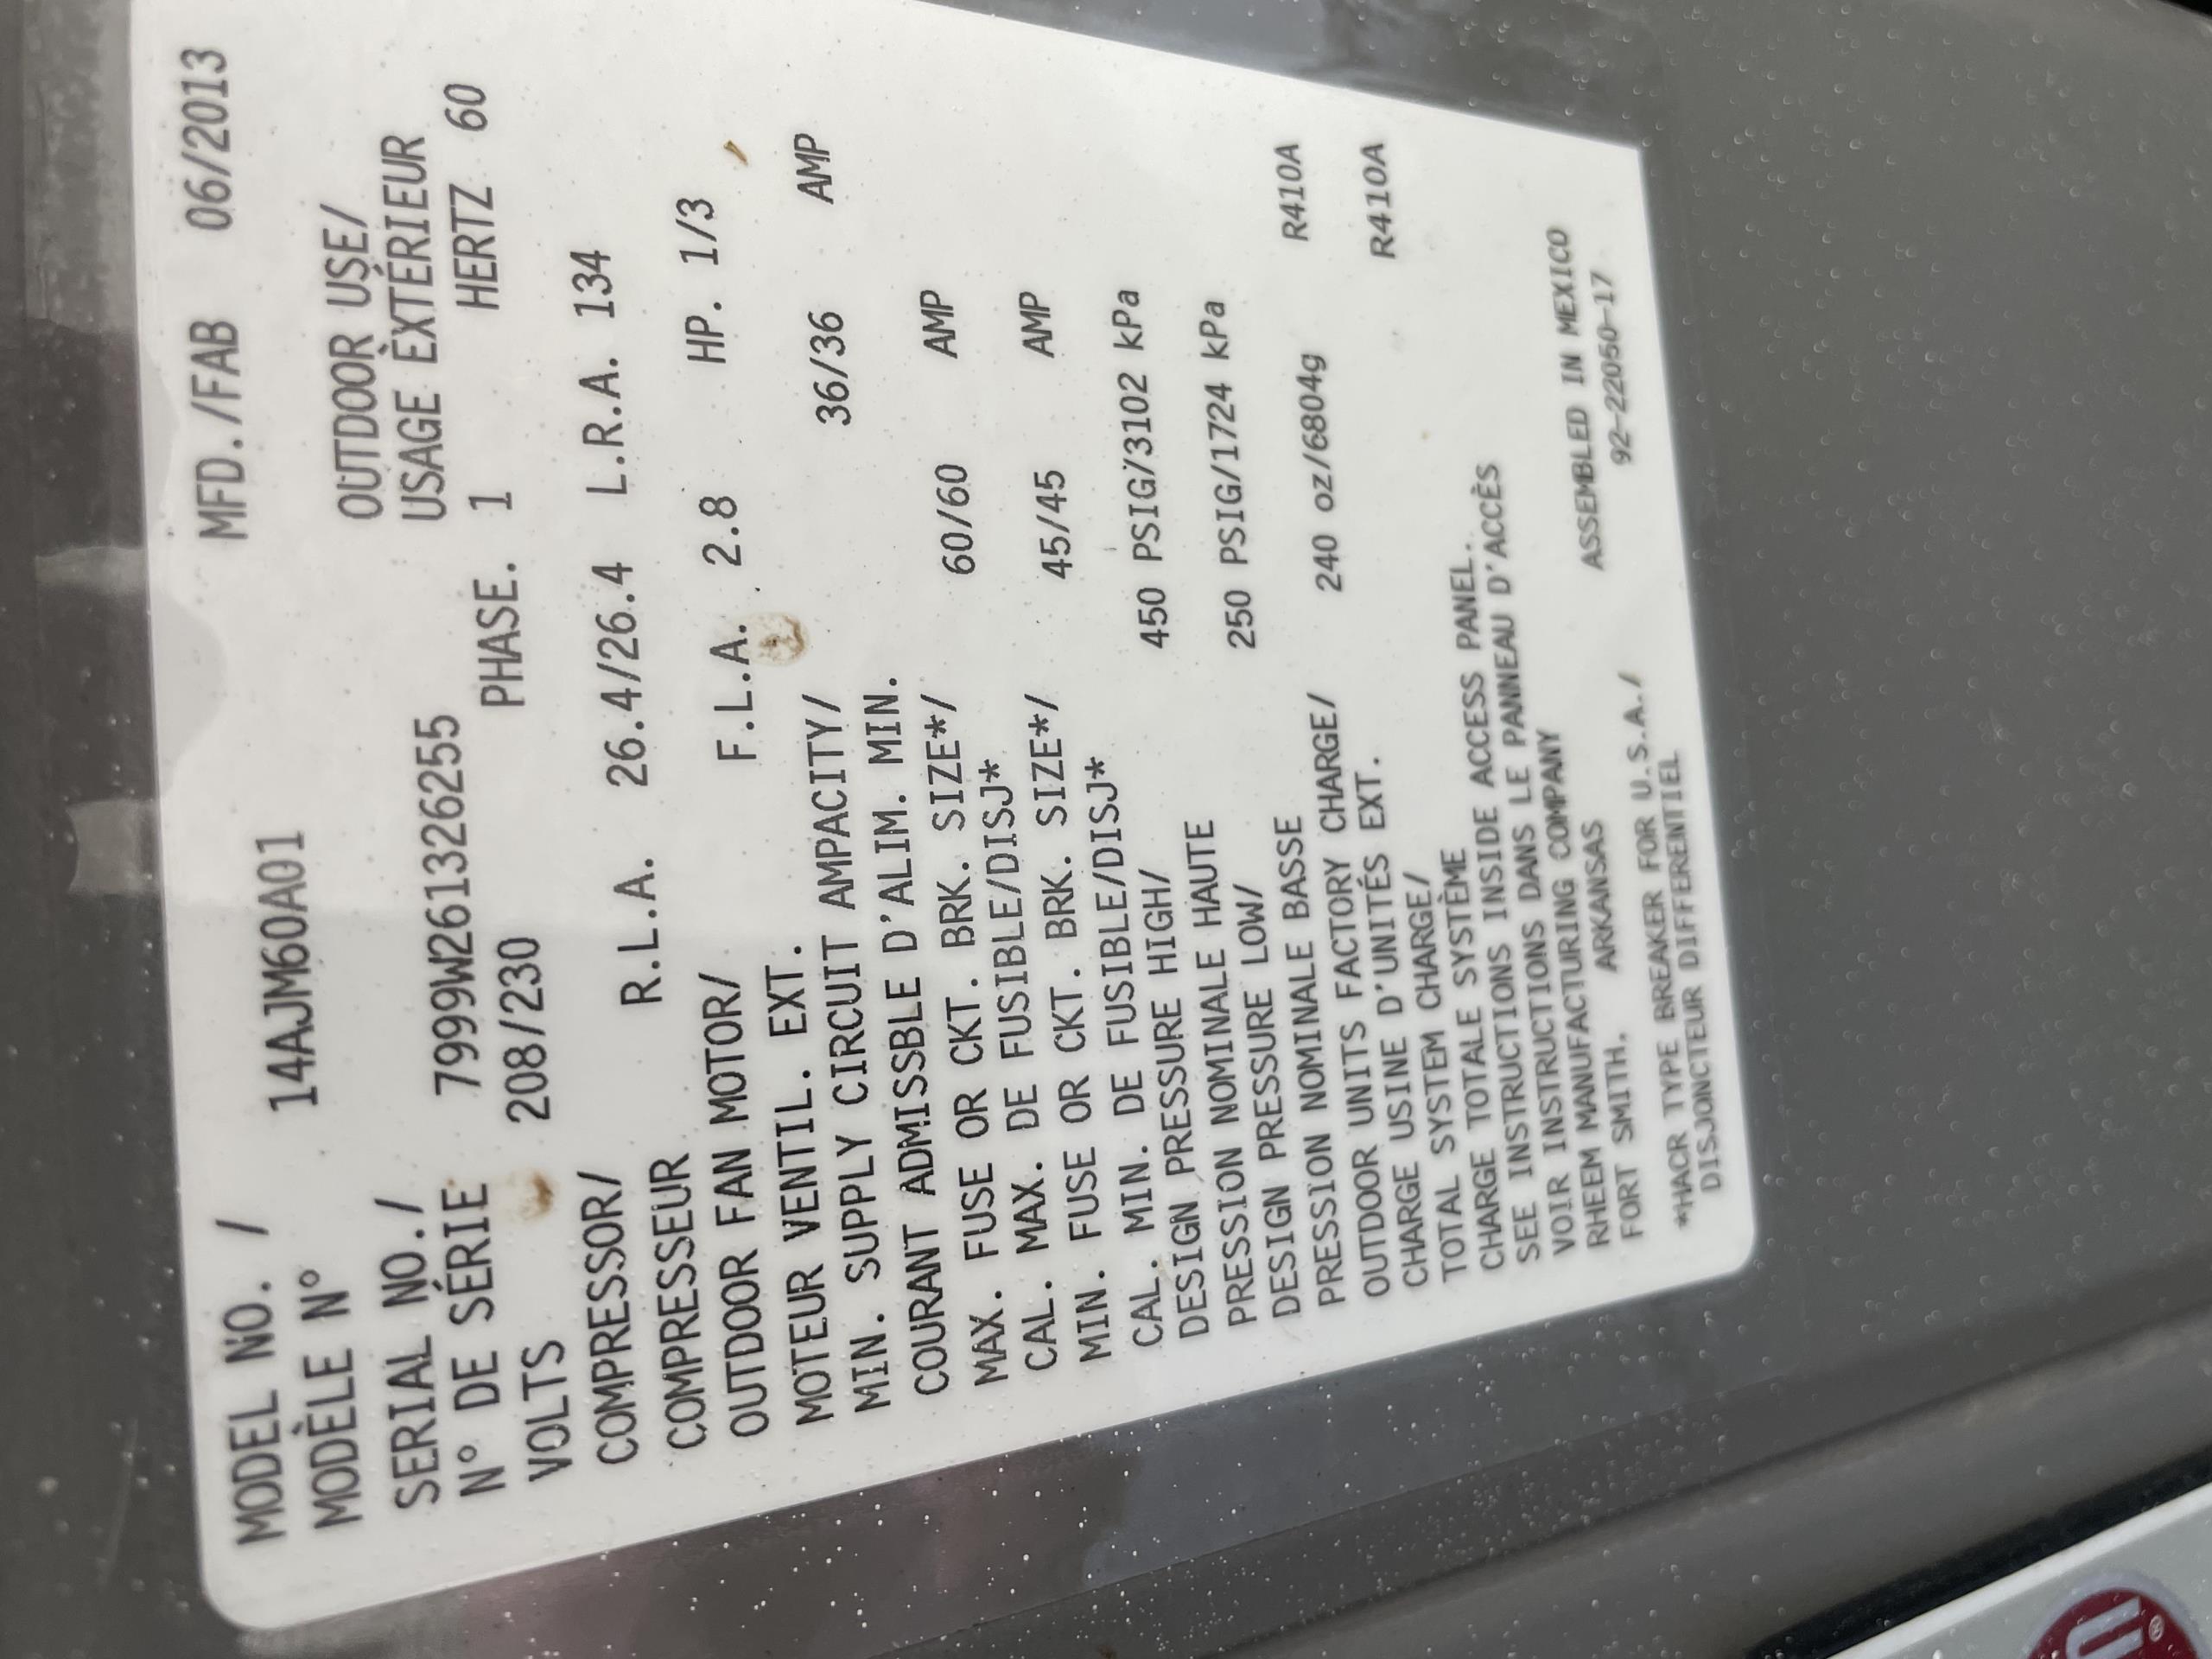 MODEL NO. / 14AJM60A01 MFD./FAB 06/2013
MODÈLE N°
OUTDOOR USE/
SERIAL NO./ 7999W261326255 USAGE EXTÉRIEUR
N° DE SÉRIE
VOLTS 208/230 PHASE. 1 HERTZ 60
COMPRESSOR/ R.L.A. 26.4/26.4 L.R.A. 134
COMPRESSEUR
OUTDOOR FAN MOTOR/ F.L.A. 2.8 HP. 1/3
MOTEUR VENTIL. EXT.
MIN. SUPPLY CIRCUIT AMPACITY/ 36/36 AMP
COURANT ADMISSBLE D'ALIM. MIN.
MAX. FUSE OR CKT. BRK. SIZE*/ 60/60 AMP
CAL. MAX. DE FUSIBLE/DISJ*
MIN. FUSE OR CKT. BRK. SIZE*/ 45/45 AMP
CAL. MIN. DE FUSIBLE/DISJ*
DESIGN PRESSURE HIGH/ 450 PSIG/3102 kPa
PRESSION NOMINALE HAUTE
DESIGN PRESSURE LOW/ 250 PSIG/1724 kPa
PRESSION NOMINALE BASSE
OUTDOOR UNITS FACTORY CHARGE/ 240 oz/6804g R410A
CHARGE USINE D'UNITÉS EXT.
TOTAL SYSTEM CHARGE/ R410A
CHARGE TOTALE SYSTÈME
SEE INSTRUCTIONS INSIDE ACCESS PANEL.
VOIR INSTRUCTIONS DANS LE PANNEAU D'ACCÈS
RHEEM MANUFACTURING COMPANY
FORT SMITH. ARKANSAS ASSEMBLED IN MEXICO
92-22050-17
*HACR TYPE BREAKER FOR U.S.A./
DISJONCTEUR DIFFERENTIEL